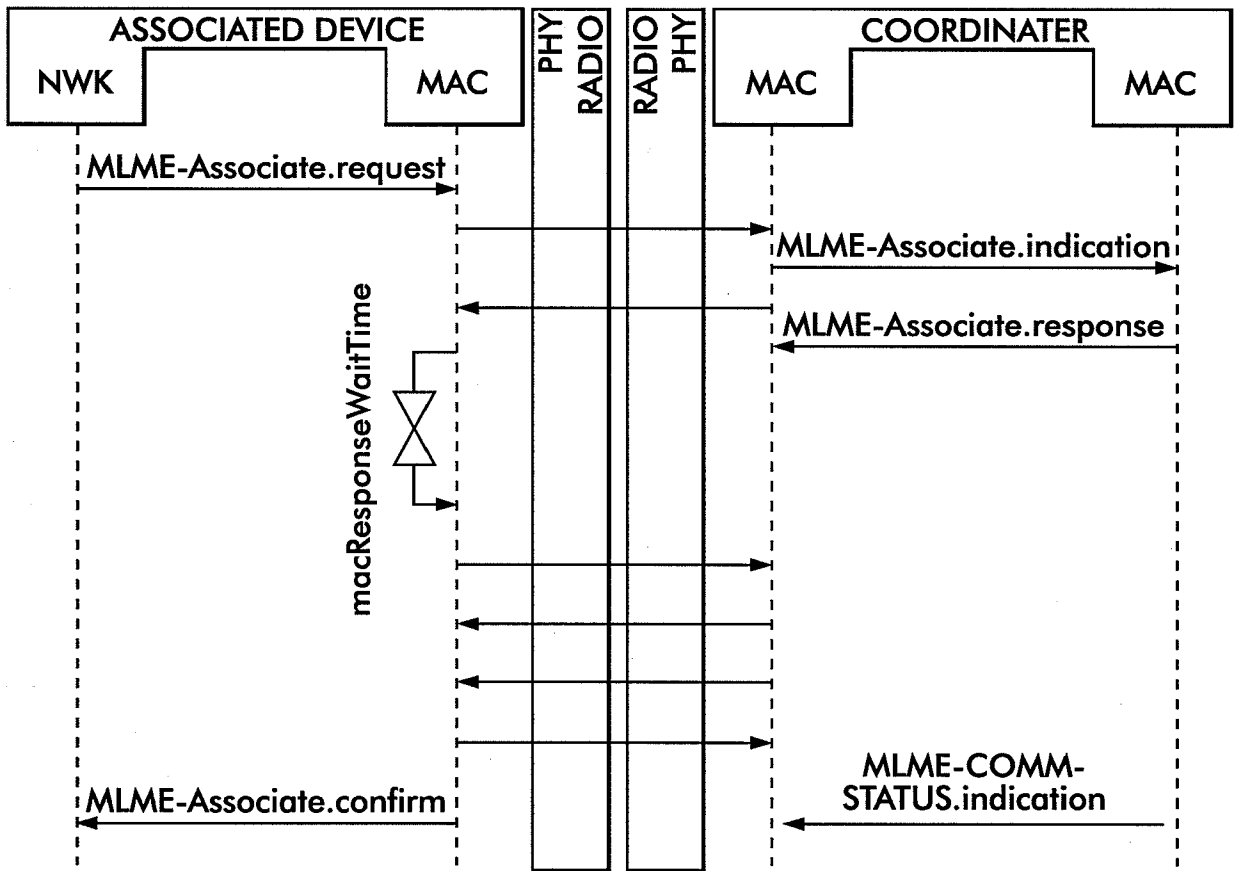 ASSOCIATED DEVICE
NWK
MAC
PHY
RADIO
RADIO
PHY
COORDINATER
MAC
MAC
MLME-Associate.request
MLME-Associate.indication
MLME-Associate.response
macResponseWaitTime
MLME-COMM-
STATUS.indication
MLME-Associate.confirm